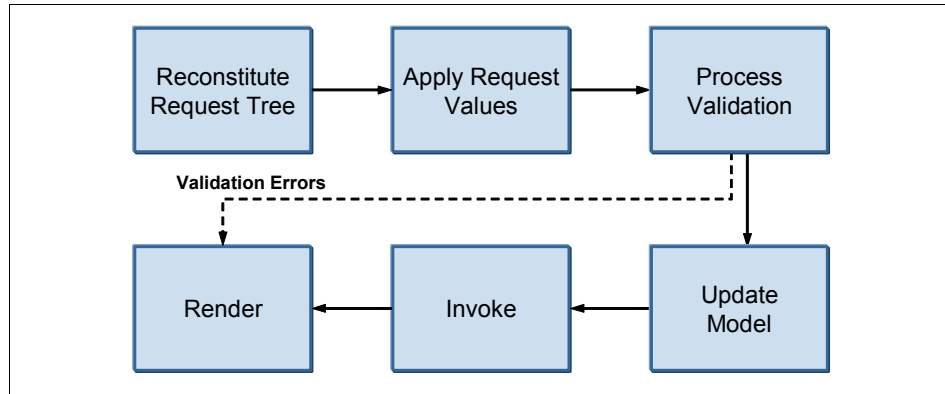 Reconstitute
Request Tree
Apply Request
Values
Process
Validation
Validation Errors
Render
Invoke
Update
Model